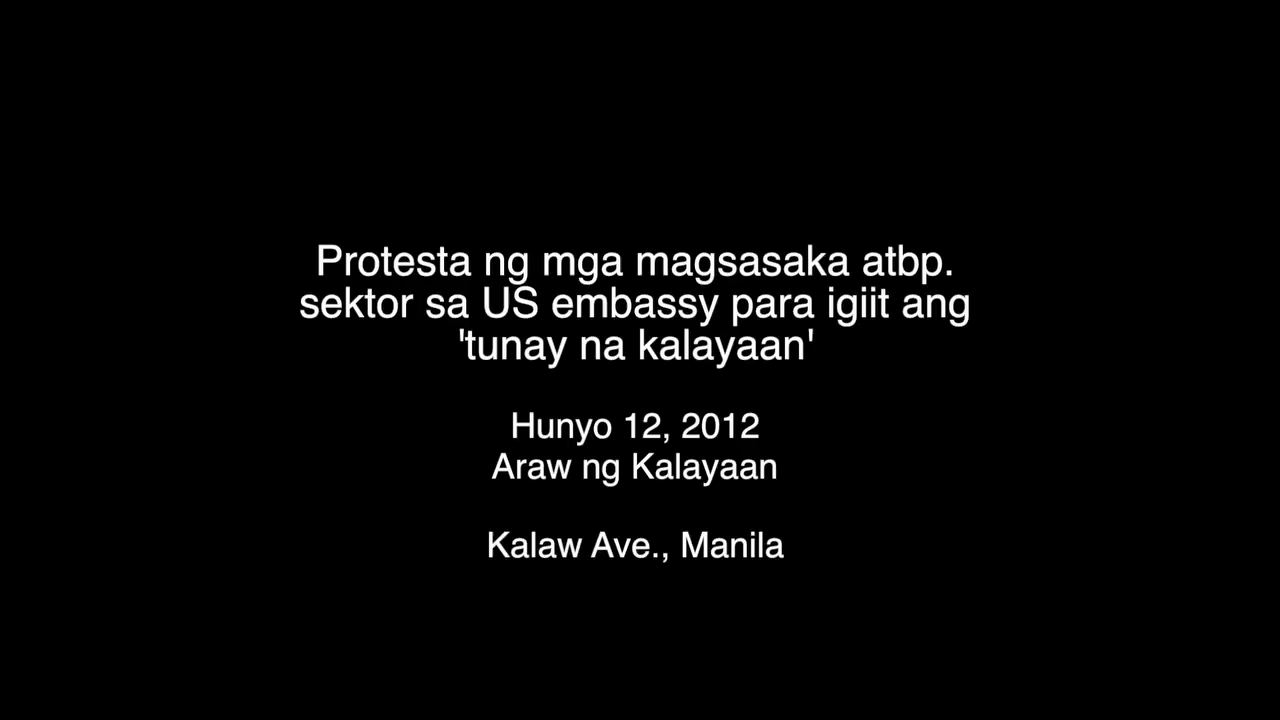 Protesta ng mga magsasaka atbp.
sektor sa US embassy para igiit ang
'tunay na kalayaan'
Hunyo 12, 2012
Araw ng Kalayaan
Kalaw Ave., Manila